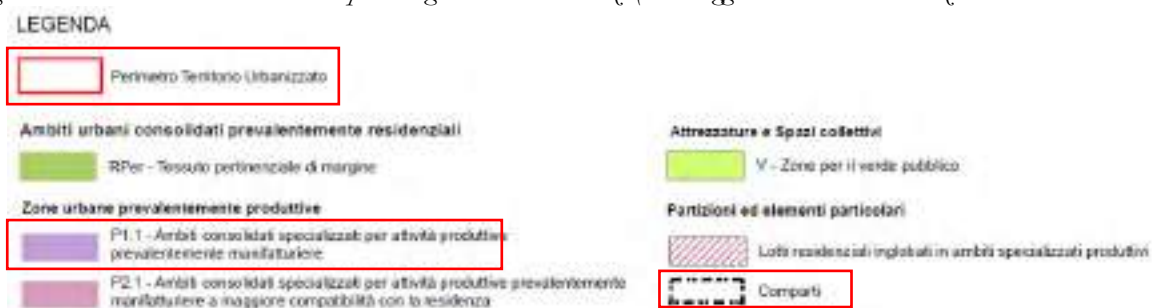 LEGENDA
Perimetro Territorio Urbanizzato
Ambiti urbani consolidati prevalentemente residenziali
RPer - Tessuto pertinenziale di margine
Zone urbane prevalentemente produttive
P1.1 - Ambiti consolidati specializzati per attività produttive
prevalentemente manifatturiere
P2.1 - Ambiti consolidati specializzati per attività produttive prevalentemente
manifatturiere a maggiore compatibilità con la residenza
Attrezzature e Spazi collettivi
V - Zone per il verde pubblico
Partizioni ed elementi particolari
Lotti residenziali inglobati in ambiti specializzati produttivi
Comparti